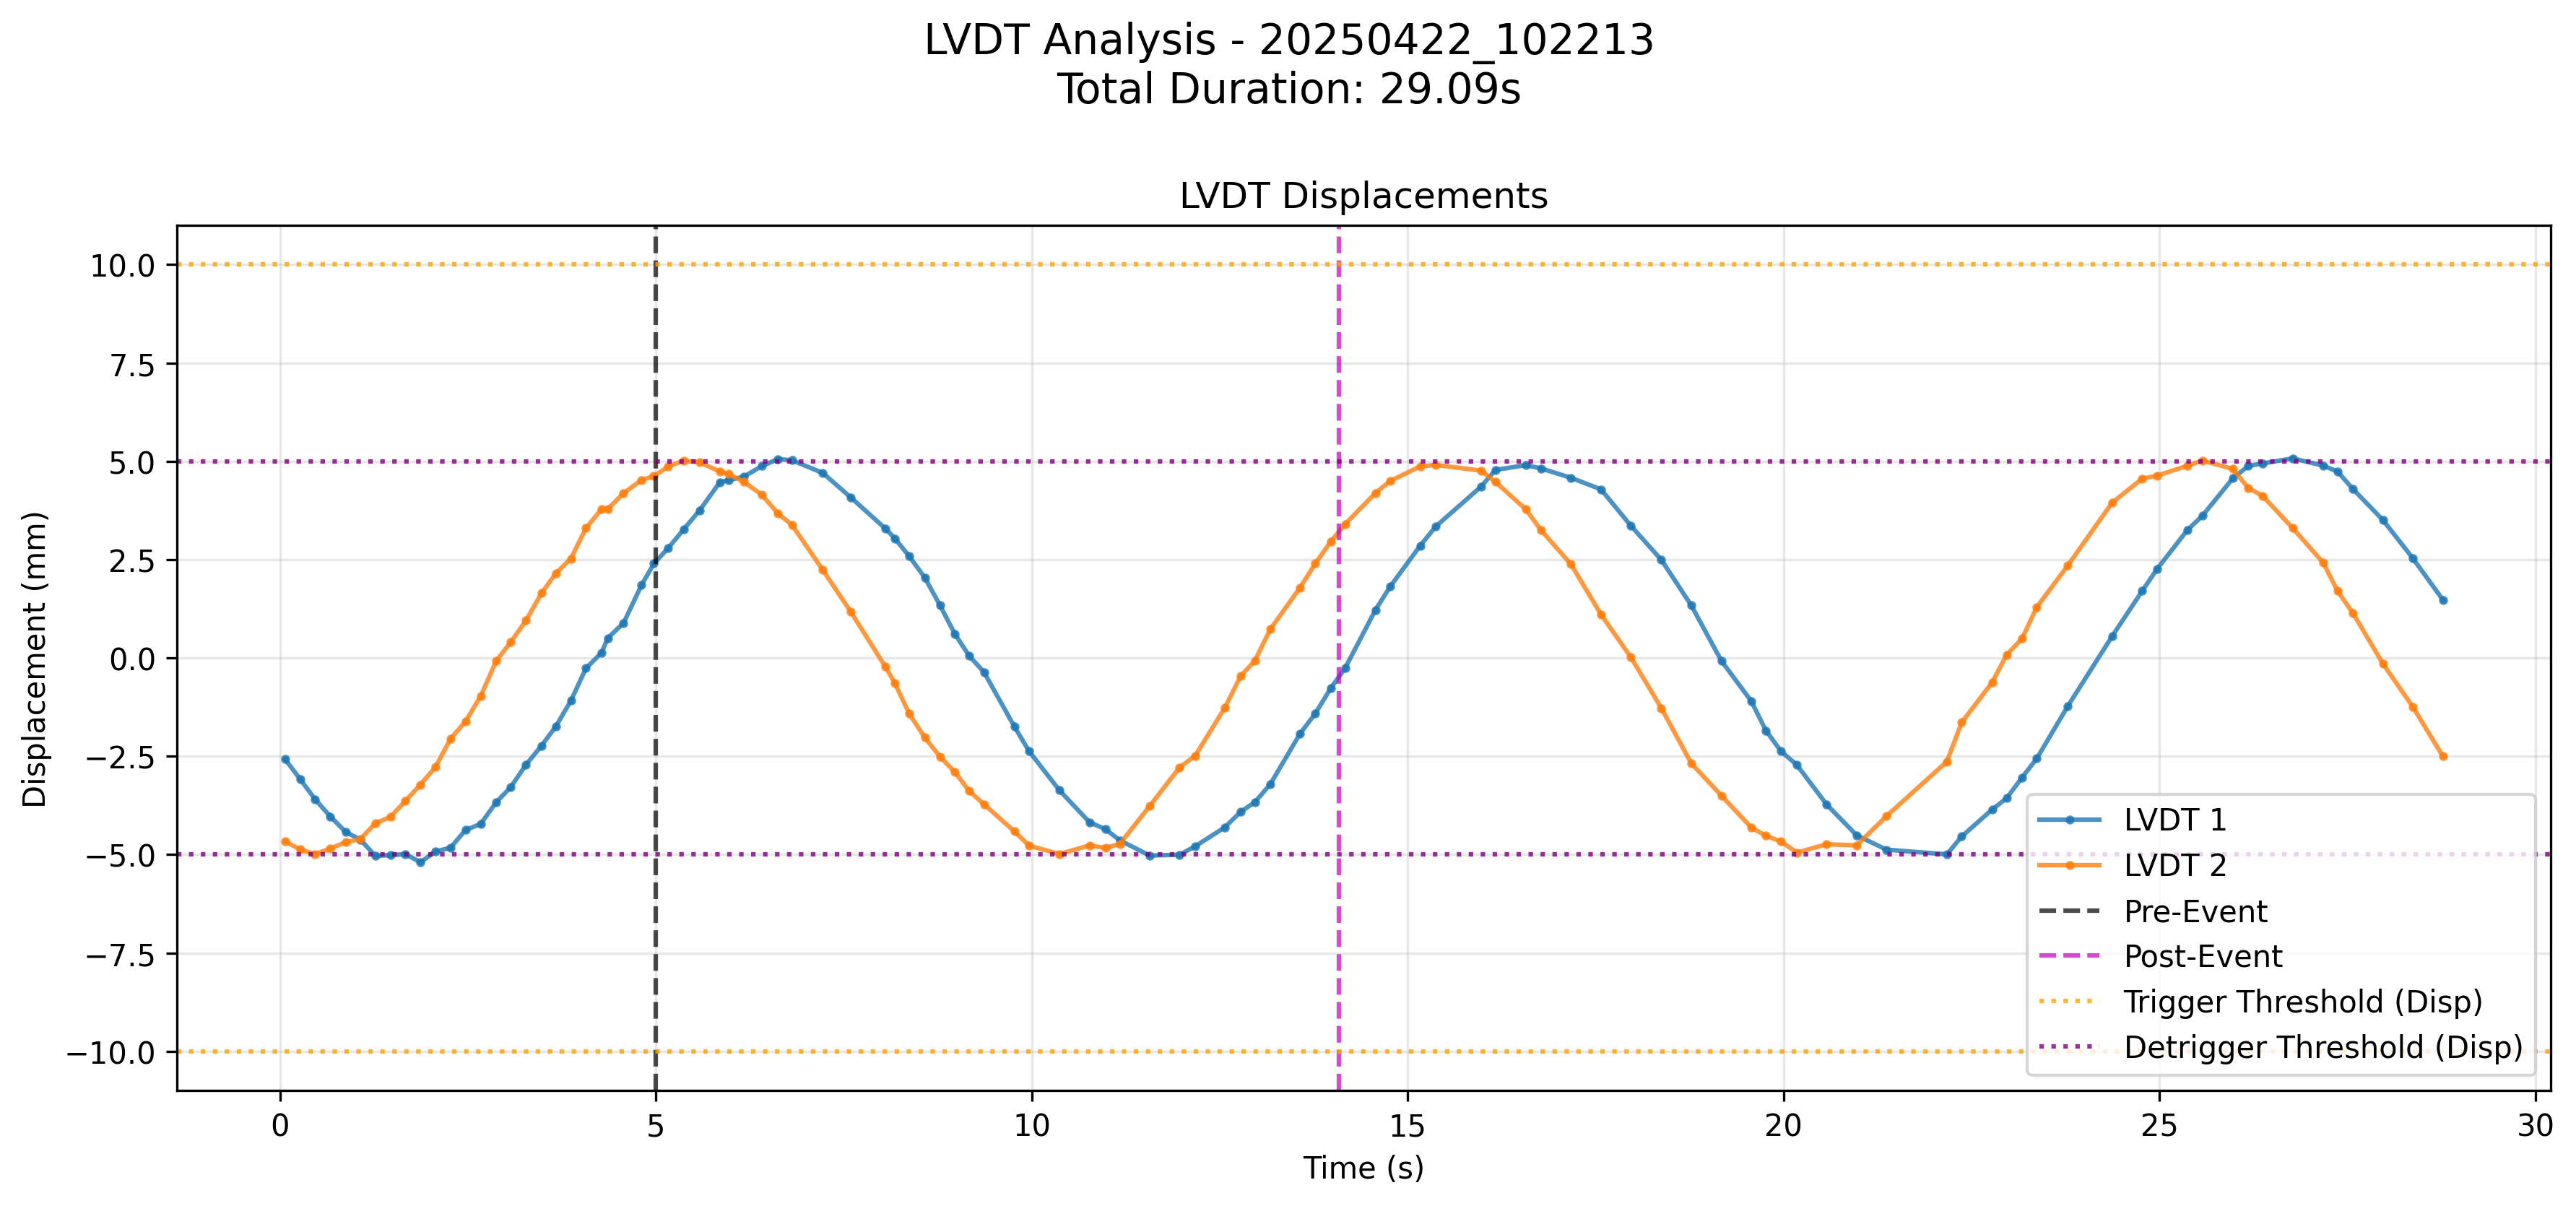 LVDT Analysis - 20250422_102213
Total Duration: 29.09s
LVDT Displacements
Displacement (mm)
10.0
7.5
5.0
2.5
0.0
−2.5
−5.0
−7.5
−10.0
LVDT 1
LVDT 2
Pre-Event
Post-Event
Trigger Threshold (Disp)
Detrigger Threshold (Disp)
0 5 10 15 20 25 30
Time (s)